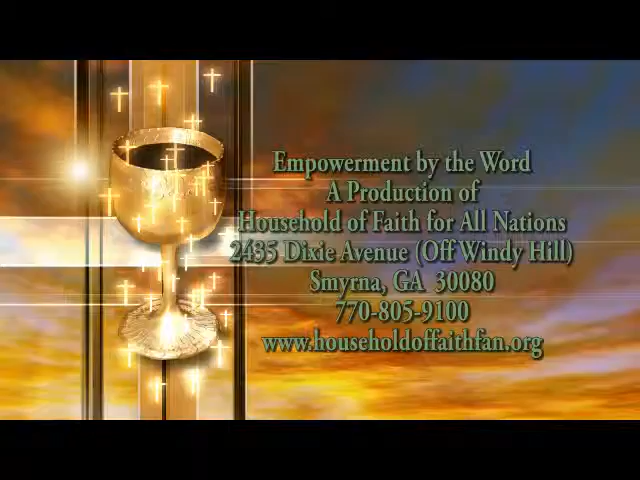 Empowerment by the Word
A Production of
Household of Faith for All Nations
2435 Dixie Avenue (Off Windy Hill)
Smyrna, GA 30080
770-805-9100
www.householdoffaithfan.org